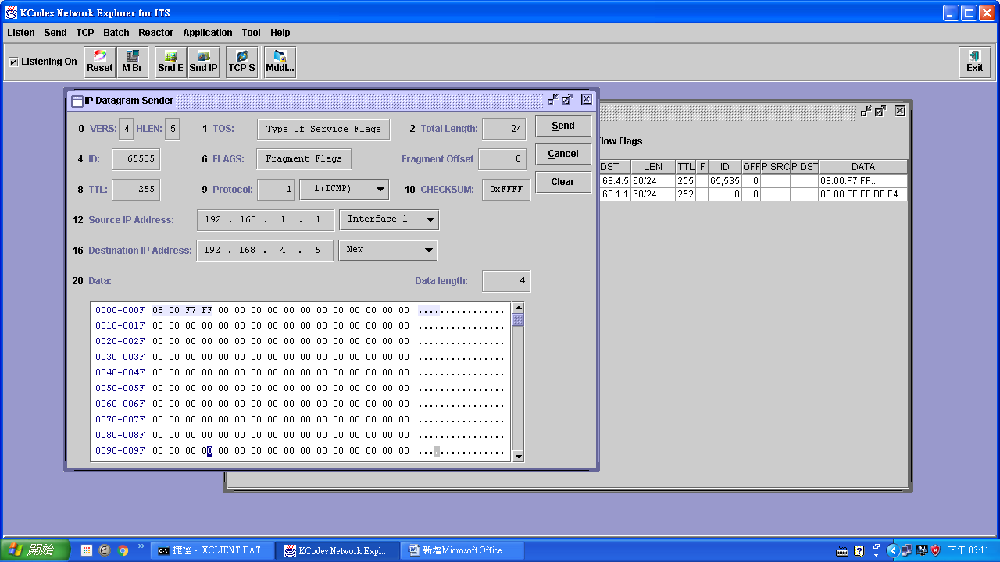 KCodes Network Explorer for ITS
Listen Send TCP Batch Reactor Application Tool Help
Listening On Reset M Br Snd E Snd IP TCP S Mddl... Exit
IP Datagram Sender
0 VERS: 4 HLEN: 5 1 TOS: Type Of Service Flags 2 Total Length: 24 Send
4 ID: 65535 6 FLAGS: Fragment Flags Fragment Offset 0 Cancel
8 TTL: 255 9 Protocol: 1 1(ICMP) 10 CHECKSUM: 0xFFFF Clear
12 Source IP Address: 192 . 168 . 1 . 1 Interface 1
16 Destination IP Address: 192 . 168 . 4 . 5 New
20 Data: Data length: 4
0000-000F 08 00 F7 FF 00 00 00 00 00 00 00 00 00 00 00 00 ................
0010-001F 00 00 00 00 00 00 00 00 00 00 00 00 00 00 00 00 ................
0020-002F 00 00 00 00 00 00 00 00 00 00 00 00 00 00 00 00 ................
0030-003F 00 00 00 00 00 00 00 00 00 00 00 00 00 00 00 00 ................
0040-004F 00 00 00 00 00 00 00 00 00 00 00 00 00 00 00 00 ................
0050-005F 00 00 00 00 00 00 00 00 00 00 00 00 00 00 00 00 ................
0060-006F 00 00 00 00 00 00 00 00 00 00 00 00 00 00 00 00 ................
0070-007F 00 00 00 00 00 00 00 00 00 00 00 00 00 00 00 00 ................
0080-008F 00 00 00 00 00 00 00 00 00 00 00 00 00 00 00 00 ................
0090-009F 00 00 00 00 00 00 00 00 00 00 00 00 00 00 00 00 ................
low Flags
DST LEN TTL F ID OFF P SRC P DST DATA
68.4.5 60/24 255 65,535 0 08.00.F7.FF...
68.1.1 60/24 252 8 0 00.00.FF.FF.BF.F4...
開始 捷徑 - XCLIENT.BAT KCodes Network Expl... 新增Microsoft Office ... 下午 03:11